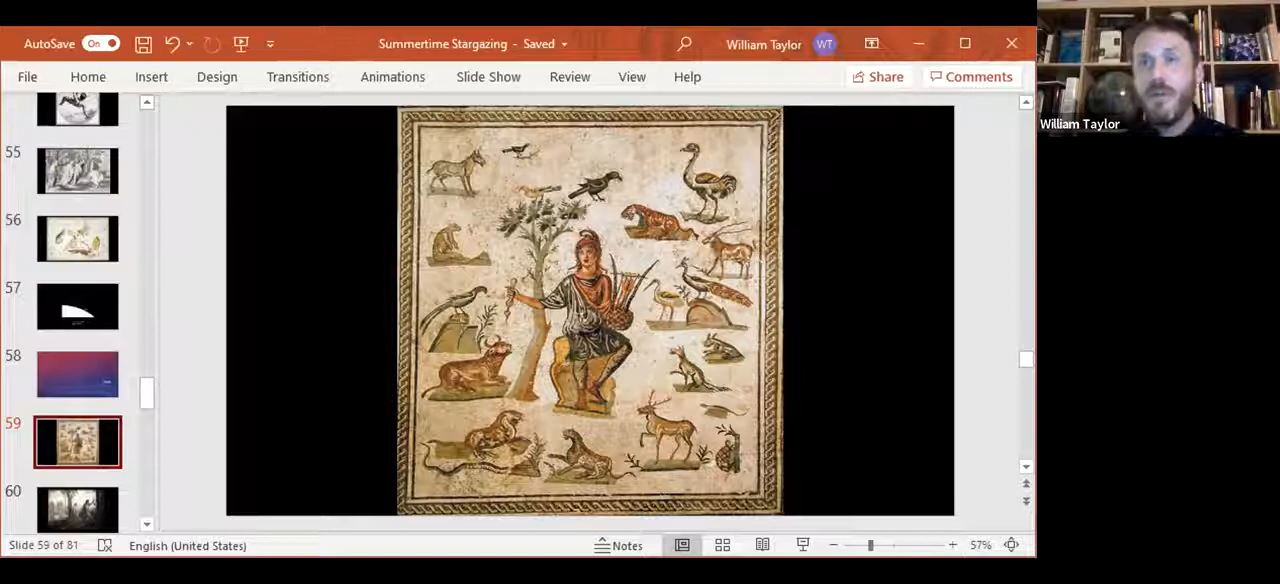 AutoSave On Summertime Stargazing - Saved William Taylor WT
File Home Insert Design Transitions Animations Slide Show Review View Help Share Comments
William Taylor
55
56
57
58
59
60
Slide 59 of 81 English (United States) Notes 57%